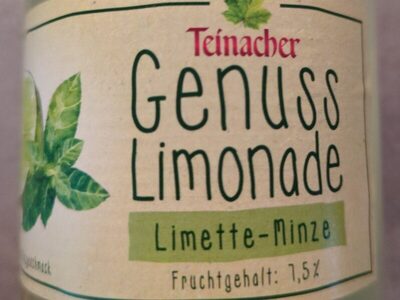 Teinacher
Genuss
Limonade
Limette-Minze
Fruchtgehalt: 7,5%